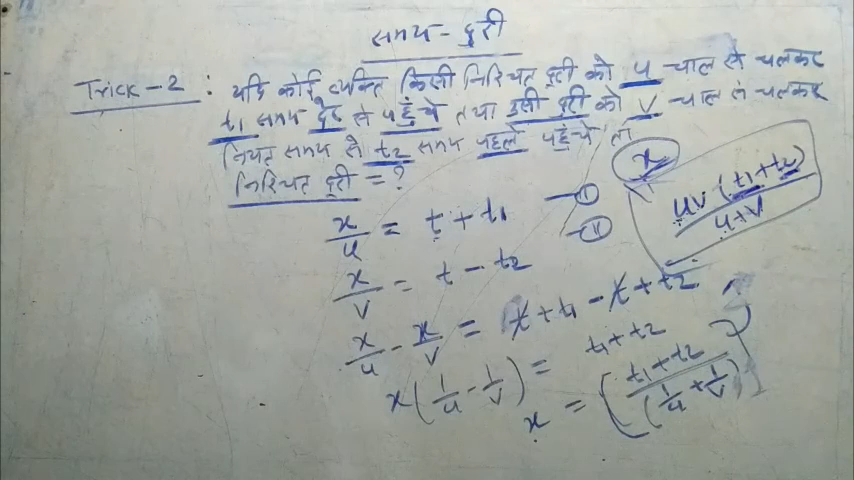 समय - दुरी
Trick-2 : यदि कोई व्यक्ति किसी निश्चित दुरी को u चाल से चलकर
t₁ समय देर से पहुंचे तथा उसी दुरी को v चाल से चलकर
नियत समय से t₂ समय पहले पहुंचे तो
निश्चित दुरी = ?
x
uv (t₁+t₂) / u+v
x/u = t + t₁ — ①
x/v = t - t₂ — ②
x/u - x/v = t + t₁ - t + t₂
x(1/u - 1/v) = t₁ + t₂
x = (t₁+t₂ / (1/u + 1/v))